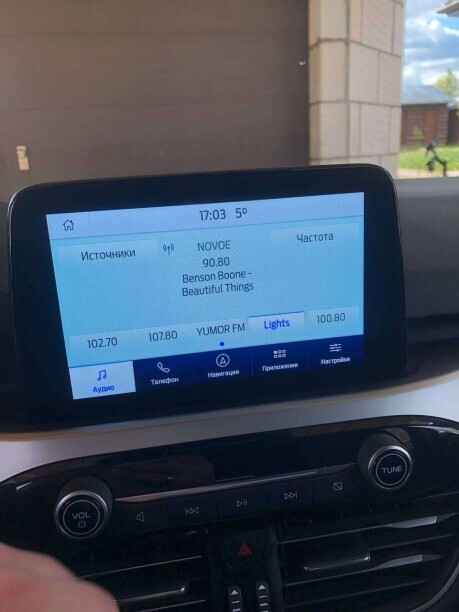 17:03 5°
Источники
NOVOE
Частота
90.80
Benson Boone -
Beautiful Things
102.70
107.80
YUMOR FM
Lights
100.80
Аудио
Телефон
Навигация
Приложения
Настройки
VOL
TUNE